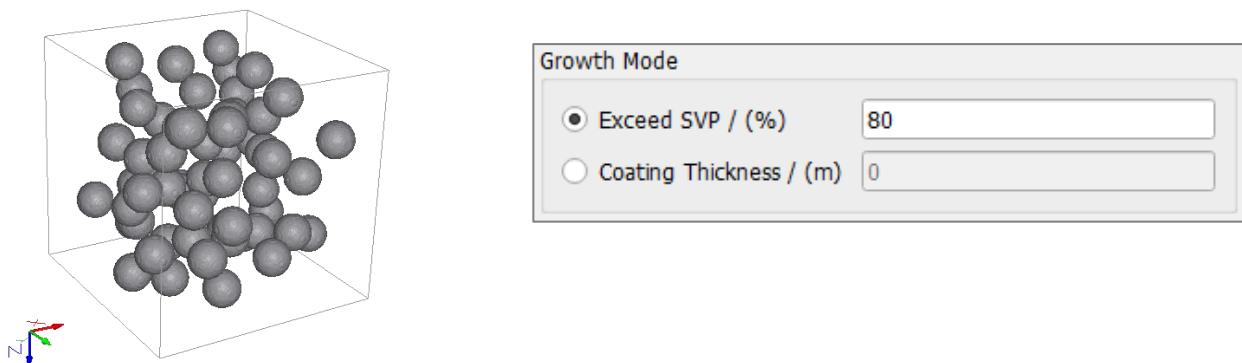 Growth Mode
Exceed SVP / (%) 80
Coating Thickness / (m) 0
X
Y
Z